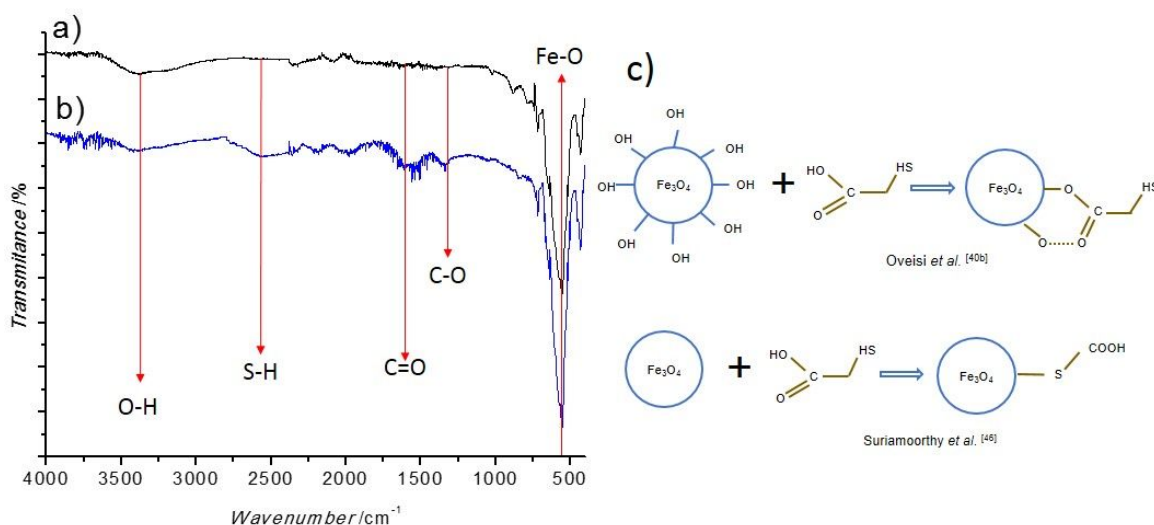 a)
b)
Fe-O
C-O
S-H
C=O
O-H
Transmitance /%
4000 3500 3000 2500 2000 1500 1000 500
Wavenumber /cm⁻¹
c)
OH
OH
OH
OH
OH
OH
OH
OH
Fe₃O₄
+
HO
C
O
HS
Fe₃O₄
O
C
O
O
HS
Oveisi et al. [40b]
Fe₃O₄
+
HO
O
HS
Fe₃O₄
S
COOH
Suriamoorthy et al. [46]